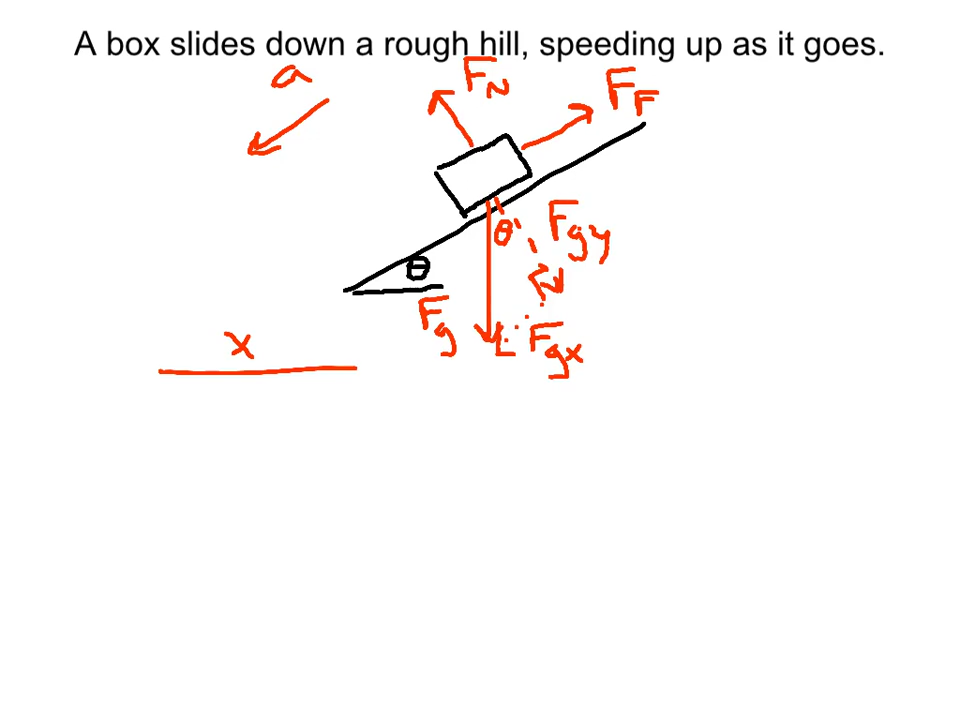 A box slides down a rough hill, speeding up as it goes.
a
F_N
F_F
θ
θ
F_gy
F_g
F_gx
x